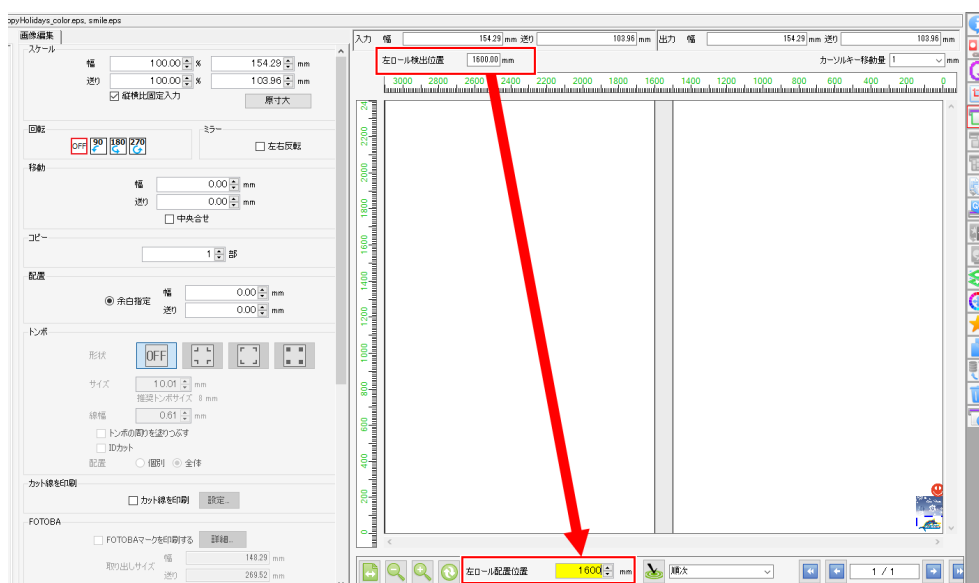 opyHolidays_color.eps, smile.eps
画像編集
スケール
幅 100.00 % 154.29 mm
送り 100.00 % 103.96 mm
縦横比固定入力 原寸大
回転 ミラー
OFF 90 180 270 左右反転
移動
幅 0.00 mm
送り 0.00 mm
中央合せ
コピー
1 部
配置
余白指定
幅 0.00 mm
送り 0.00 mm
トンボ
形状 OFF
サイズ 10.01 mm
推奨トンボサイズ 8 mm
線幅 0.61 mm
トンボの周りを塗りつぶす
IDカット
配置 個別 全体
カット線を印刷
カット線を印刷 設定...
FOTOBA
FOTOBAマークを印刷する 詳細...
取り出しサイズ
幅 148.29 mm
送り 269.52 mm
入力 幅 154.29 mm 送り 103.96 mm 出力 幅 154.29 mm 送り 103.96 mm
左ロール検出位置 1600.00 mm カーソルキー移動量 1 mm
3000 2800 2600 2400 2200 2000 1800 1600 1400 1200 1000 800 600 400 200 0
24
2200
2000
1800
1600
1400
1200
1000
800
600
400
200
0
左ロール配置位置 1600 mm 順次 1 / 1